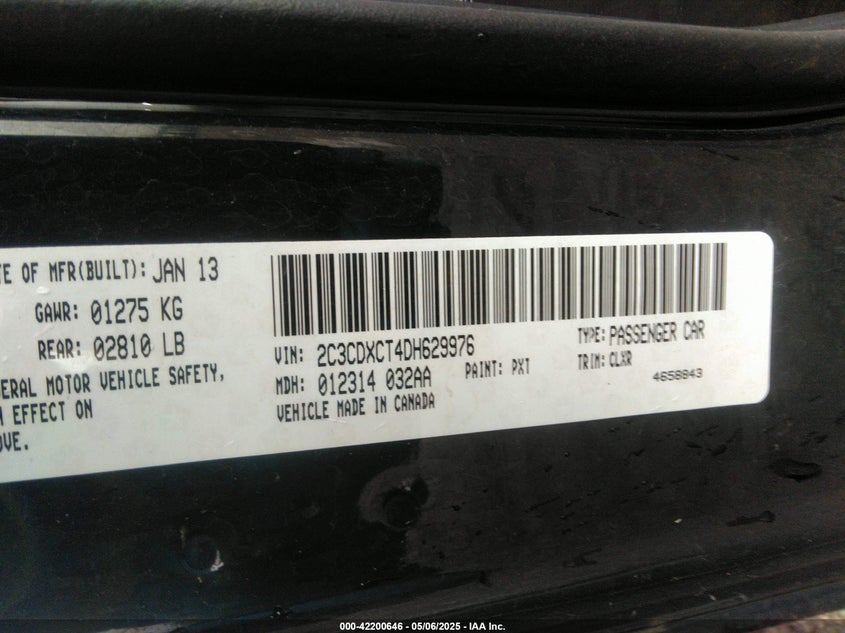 TE OF MFR(BUILT): JAN 13
GAWR: 01275 KG
REAR: 02810 LB
ERAL MOTOR VEHICLE SAFETY,
N EFFECT ON
OVE.
VIN: 2C3CDXCT4DH629976
TYPE: PASSENGER CAR
MDH: 012314 032AA
PAINT: PXT
TRIM: CLXR
VEHICLE MADE IN CANADA
4658843
000-42200646 - 05/06/2025 - IAA Inc.